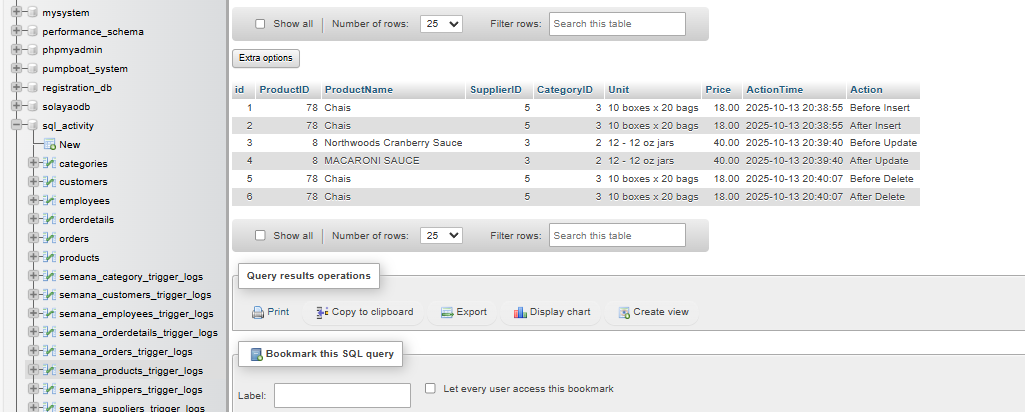 mysystem
performance_schema
phpmyadmin
pumpboat_system
registration_db
solayaodb
sql_activity
New
categories
customers
employees
orderdetails
orders
products
semana_category_trigger_logs
semana_customers_trigger_logs
semana_employees_trigger_logs
semana_orderdetails_trigger_logs
semana_orders_trigger_logs
semana_products_trigger_logs
semana_shippers_trigger_logs
semana_suppliers_trigger_logs
Show all Number of rows: 25 Filter rows: Search this table
Extra options
id ProductID ProductName SupplierID CategoryID Unit Price ActionTime Action
1 78 Chais 5 3 10 boxes x 20 bags 18.00 2025-10-13 20:38:55 Before Insert
2 78 Chais 5 3 10 boxes x 20 bags 18.00 2025-10-13 20:38:55 After Insert
3 8 Northwoods Cranberry Sauce 3 2 12 - 12 oz jars 40.00 2025-10-13 20:39:40 Before Update
4 8 MACARONI SAUCE 3 2 12 - 12 oz jars 40.00 2025-10-13 20:39:40 After Update
5 78 Chais 5 3 10 boxes x 20 bags 18.00 2025-10-13 20:40:07 Before Delete
6 78 Chais 5 3 10 boxes x 20 bags 18.00 2025-10-13 20:40:07 After Delete
Show all Number of rows: 25 Filter rows: Search this table
Query results operations
Print Copy to clipboard Export Display chart Create view
Bookmark this SQL query
Label: Let every user access this bookmark